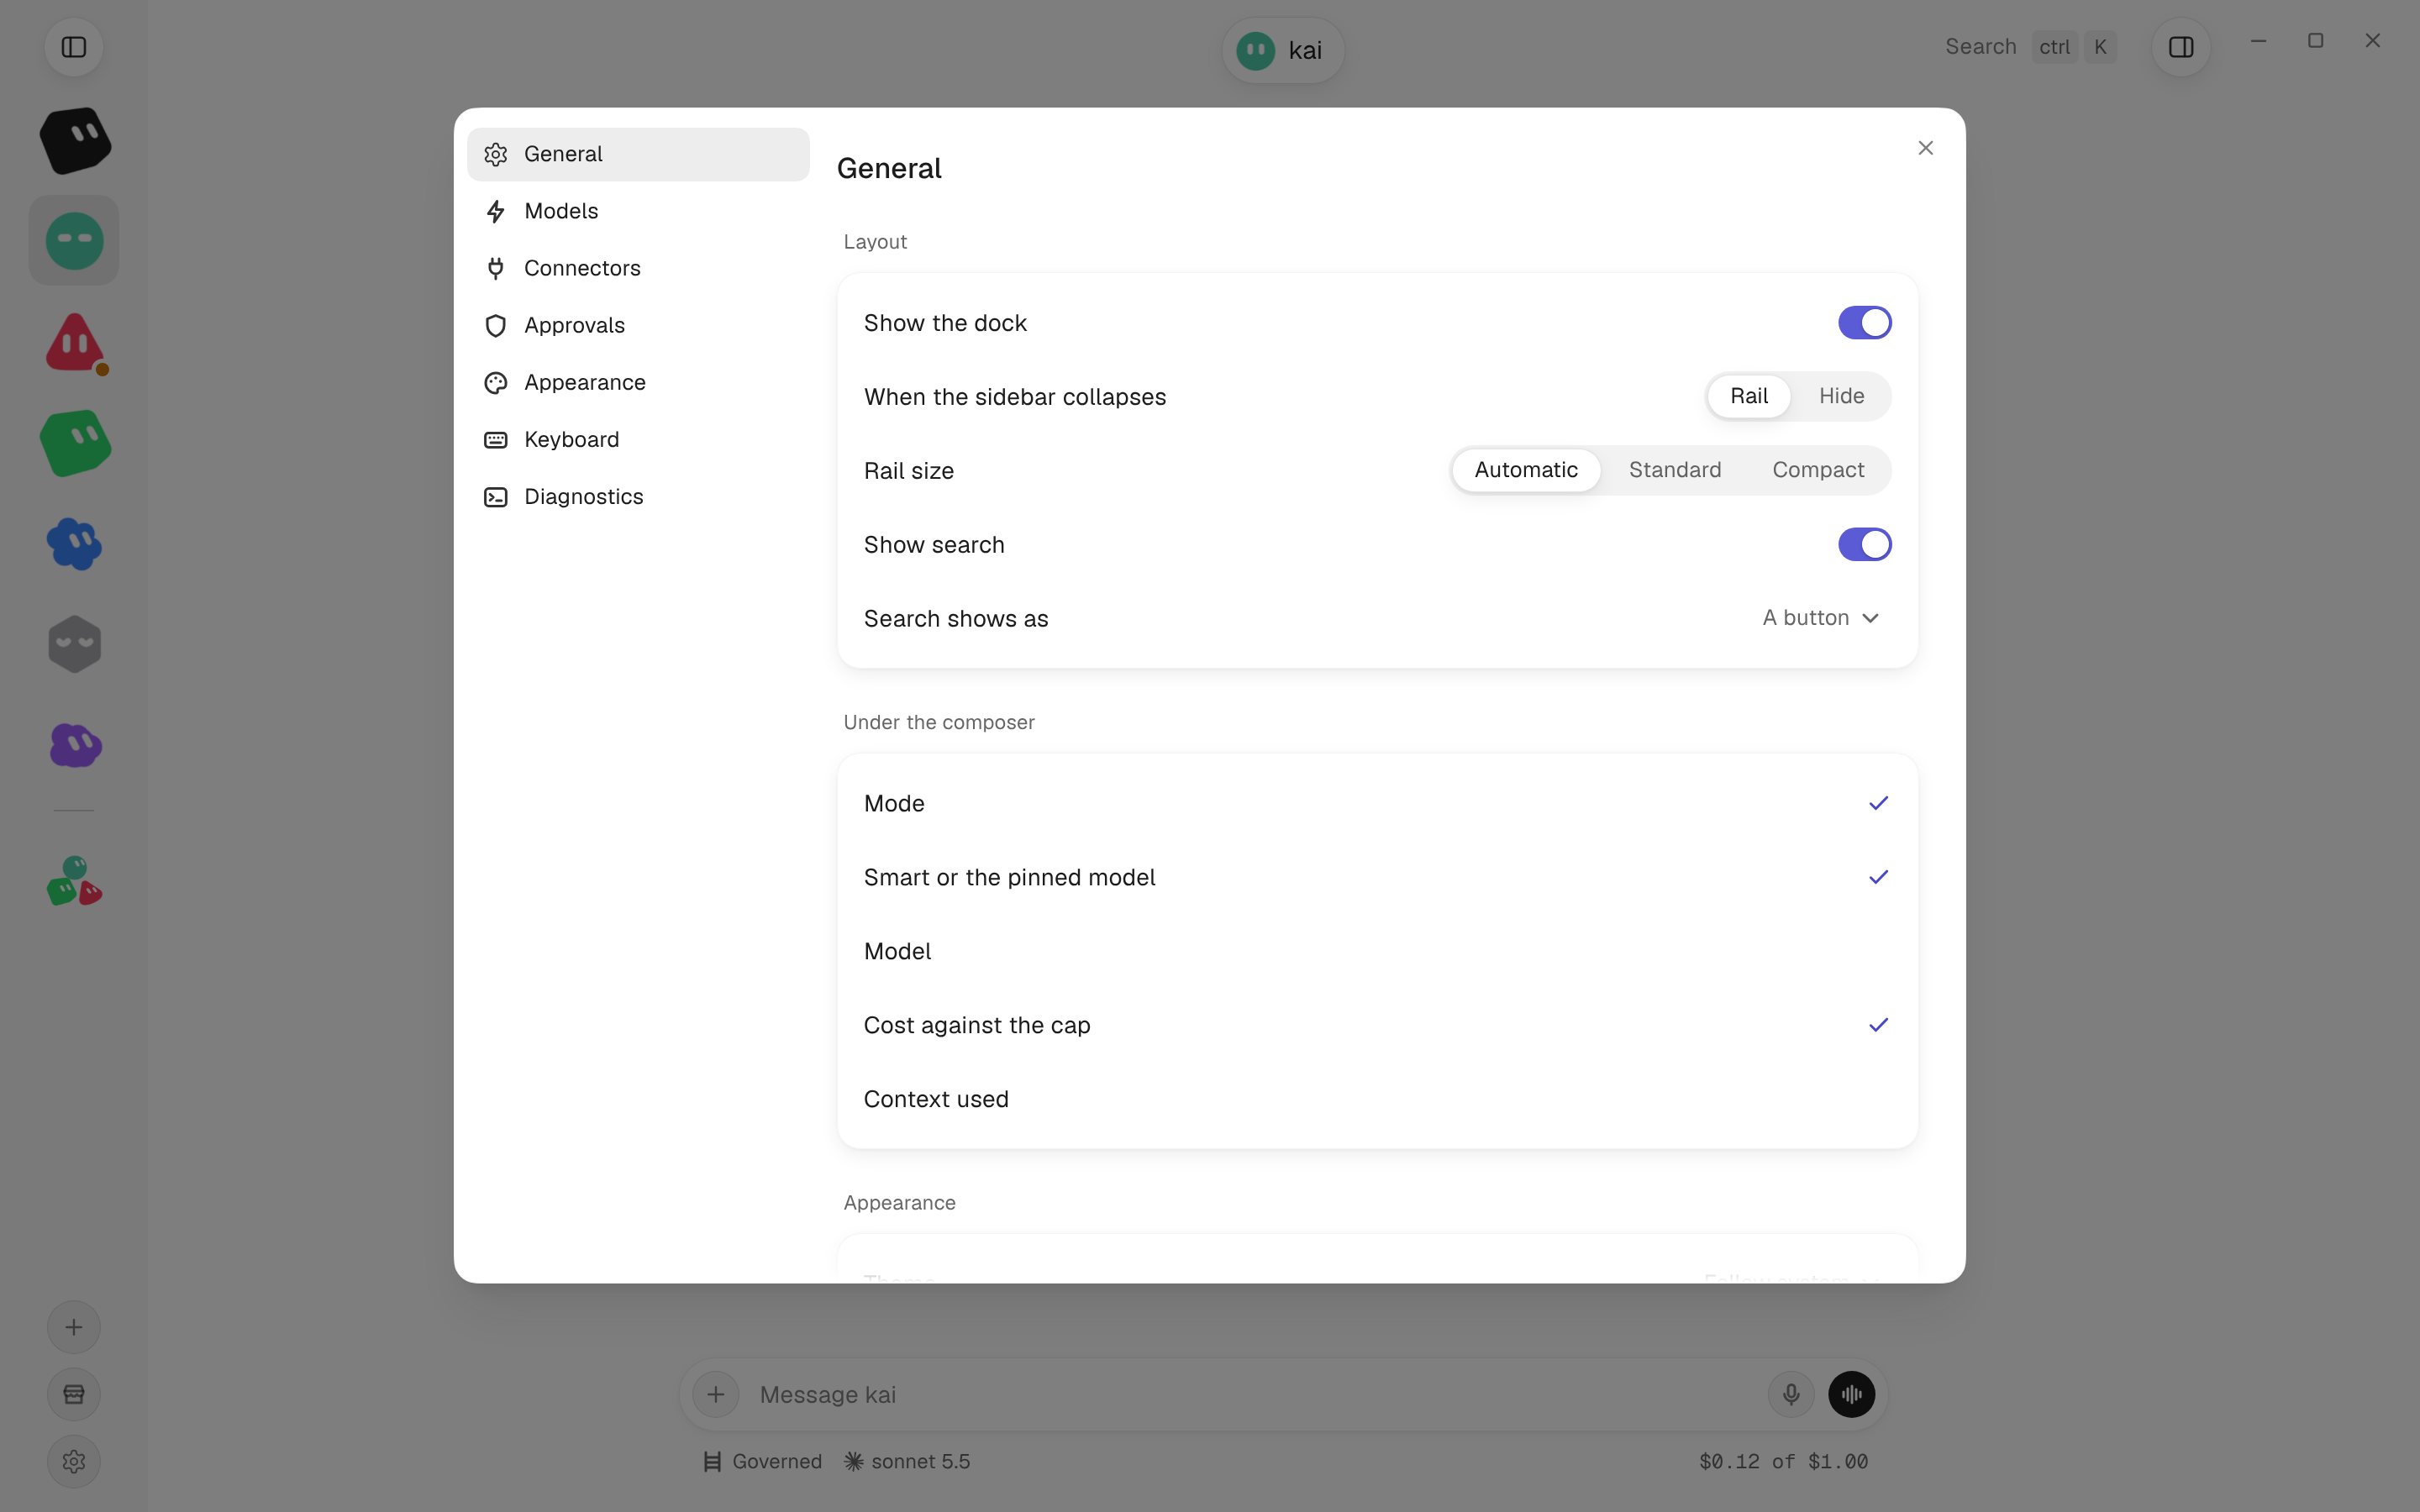 kai
Search ctrl K
General
Models
Connectors
Approvals
Appearance
Keyboard
Diagnostics
General
Layout
Show the dock
When the sidebar collapses Rail Hide
Rail size Automatic Standard Compact
Show search
Search shows as A button
Under the composer
Mode
Smart or the pinned model
Model
Cost against the cap
Context used
Appearance
Message kai
Governed sonnet 5.5 $0.12 of $1.00